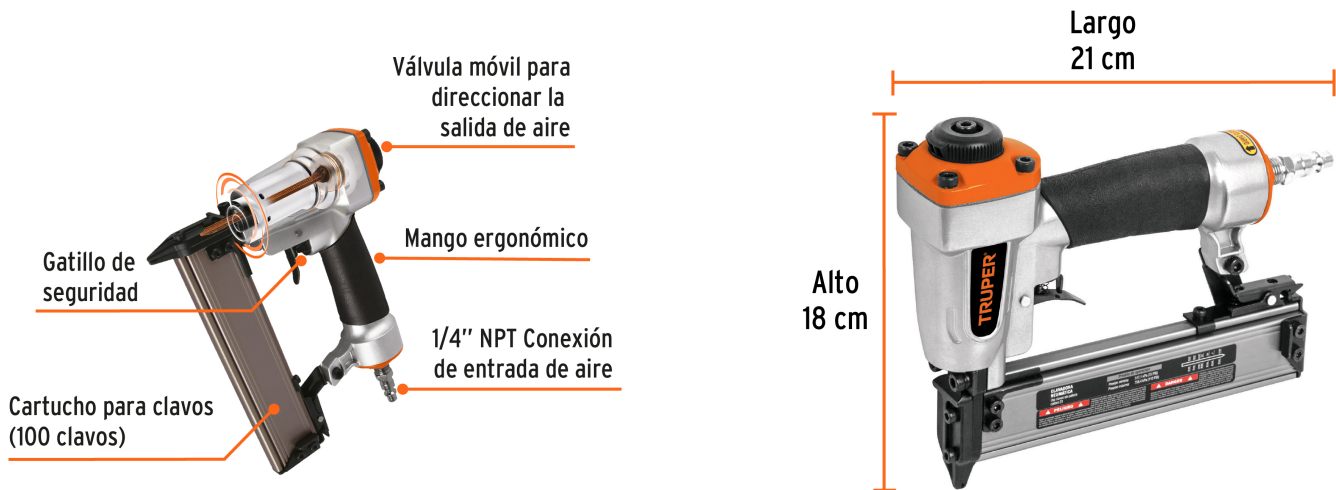 Válvula móvil para
direccionar la
salida de aire
Mango ergonómico
Gatillo de
seguridad
1/4" NPT Conexión
de entrada de aire
Cartucho para clavos
(100 clavos)
Largo
21 cm
Alto
18 cm
TRUPER
CLAVADORA
NEUMÁTICA
PELIGRO
DANGER